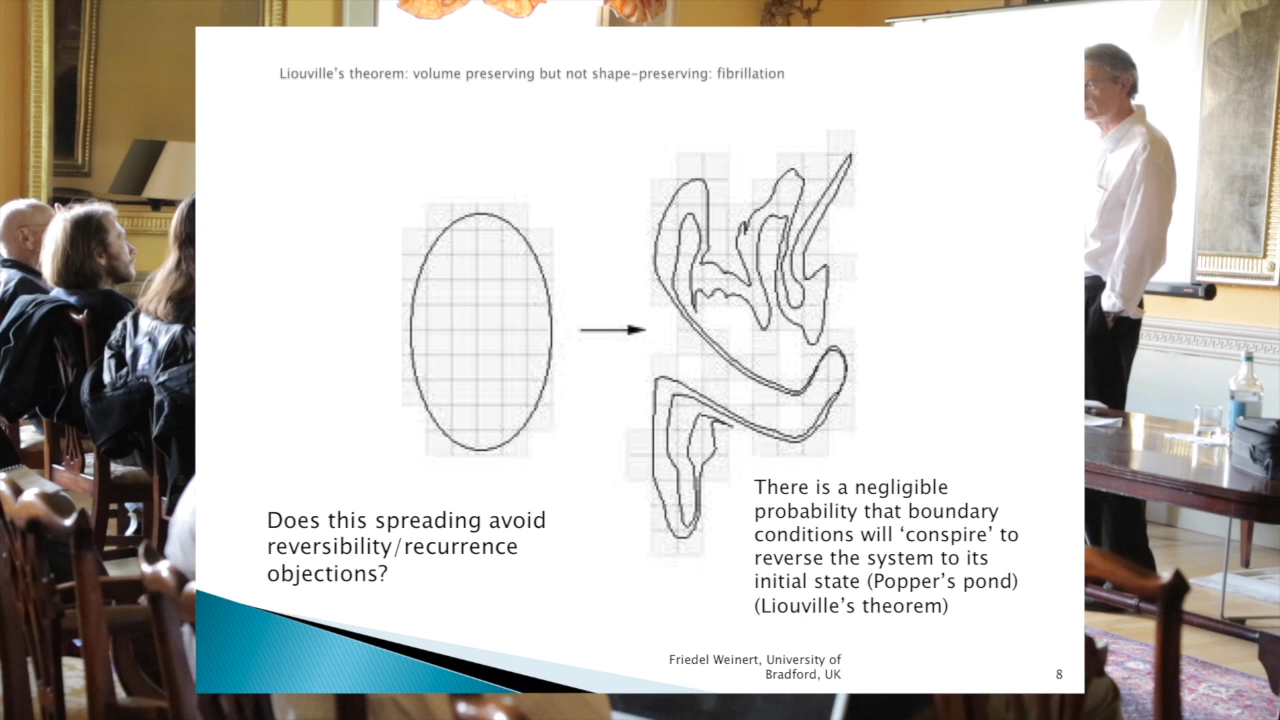 Liouville's theorem: volume preserving but not shape-preserving: fibrillation
Does this spreading avoid
reversibility/recurrence
objections?
There is a negligible
probability that boundary
conditions will ‘conspire’ to
reverse the system to its
initial state (Popper’s pond)
(Liouville’s theorem)
Friedel Weinert, University of
Bradford, UK
8